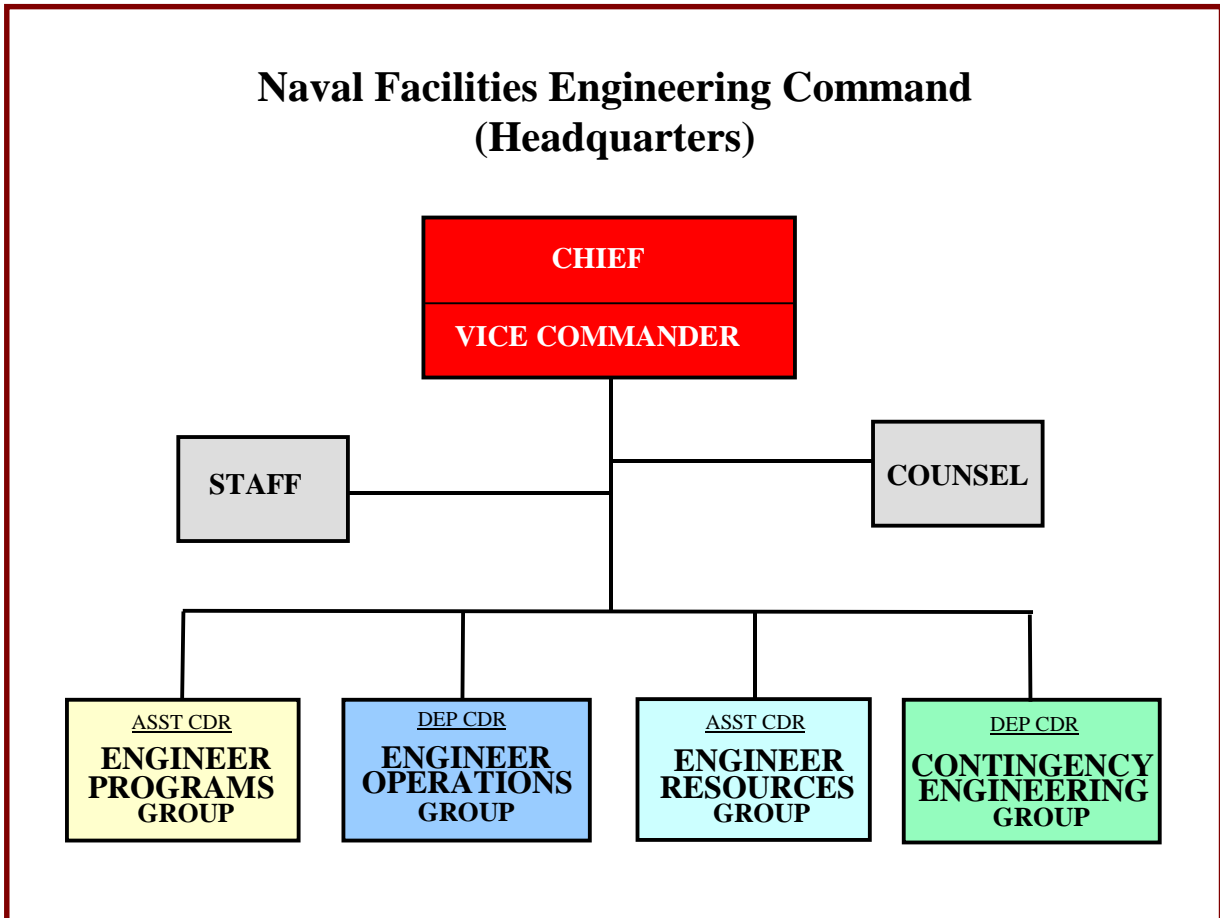 Naval Facilities Engineering Command
(Headquarters)
CHIEF
VICE COMMANDER
STAFF
COUNSEL
ASST CDR
ENGINEER
PROGRAMS
GROUP
DEP CDR
ENGINEER
OPERATIONS
GROUP
ASST CDR
ENGINEER
RESOURCES
GROUP
DEP CDR
CONTINGENCY
ENGINEERING
GROUP